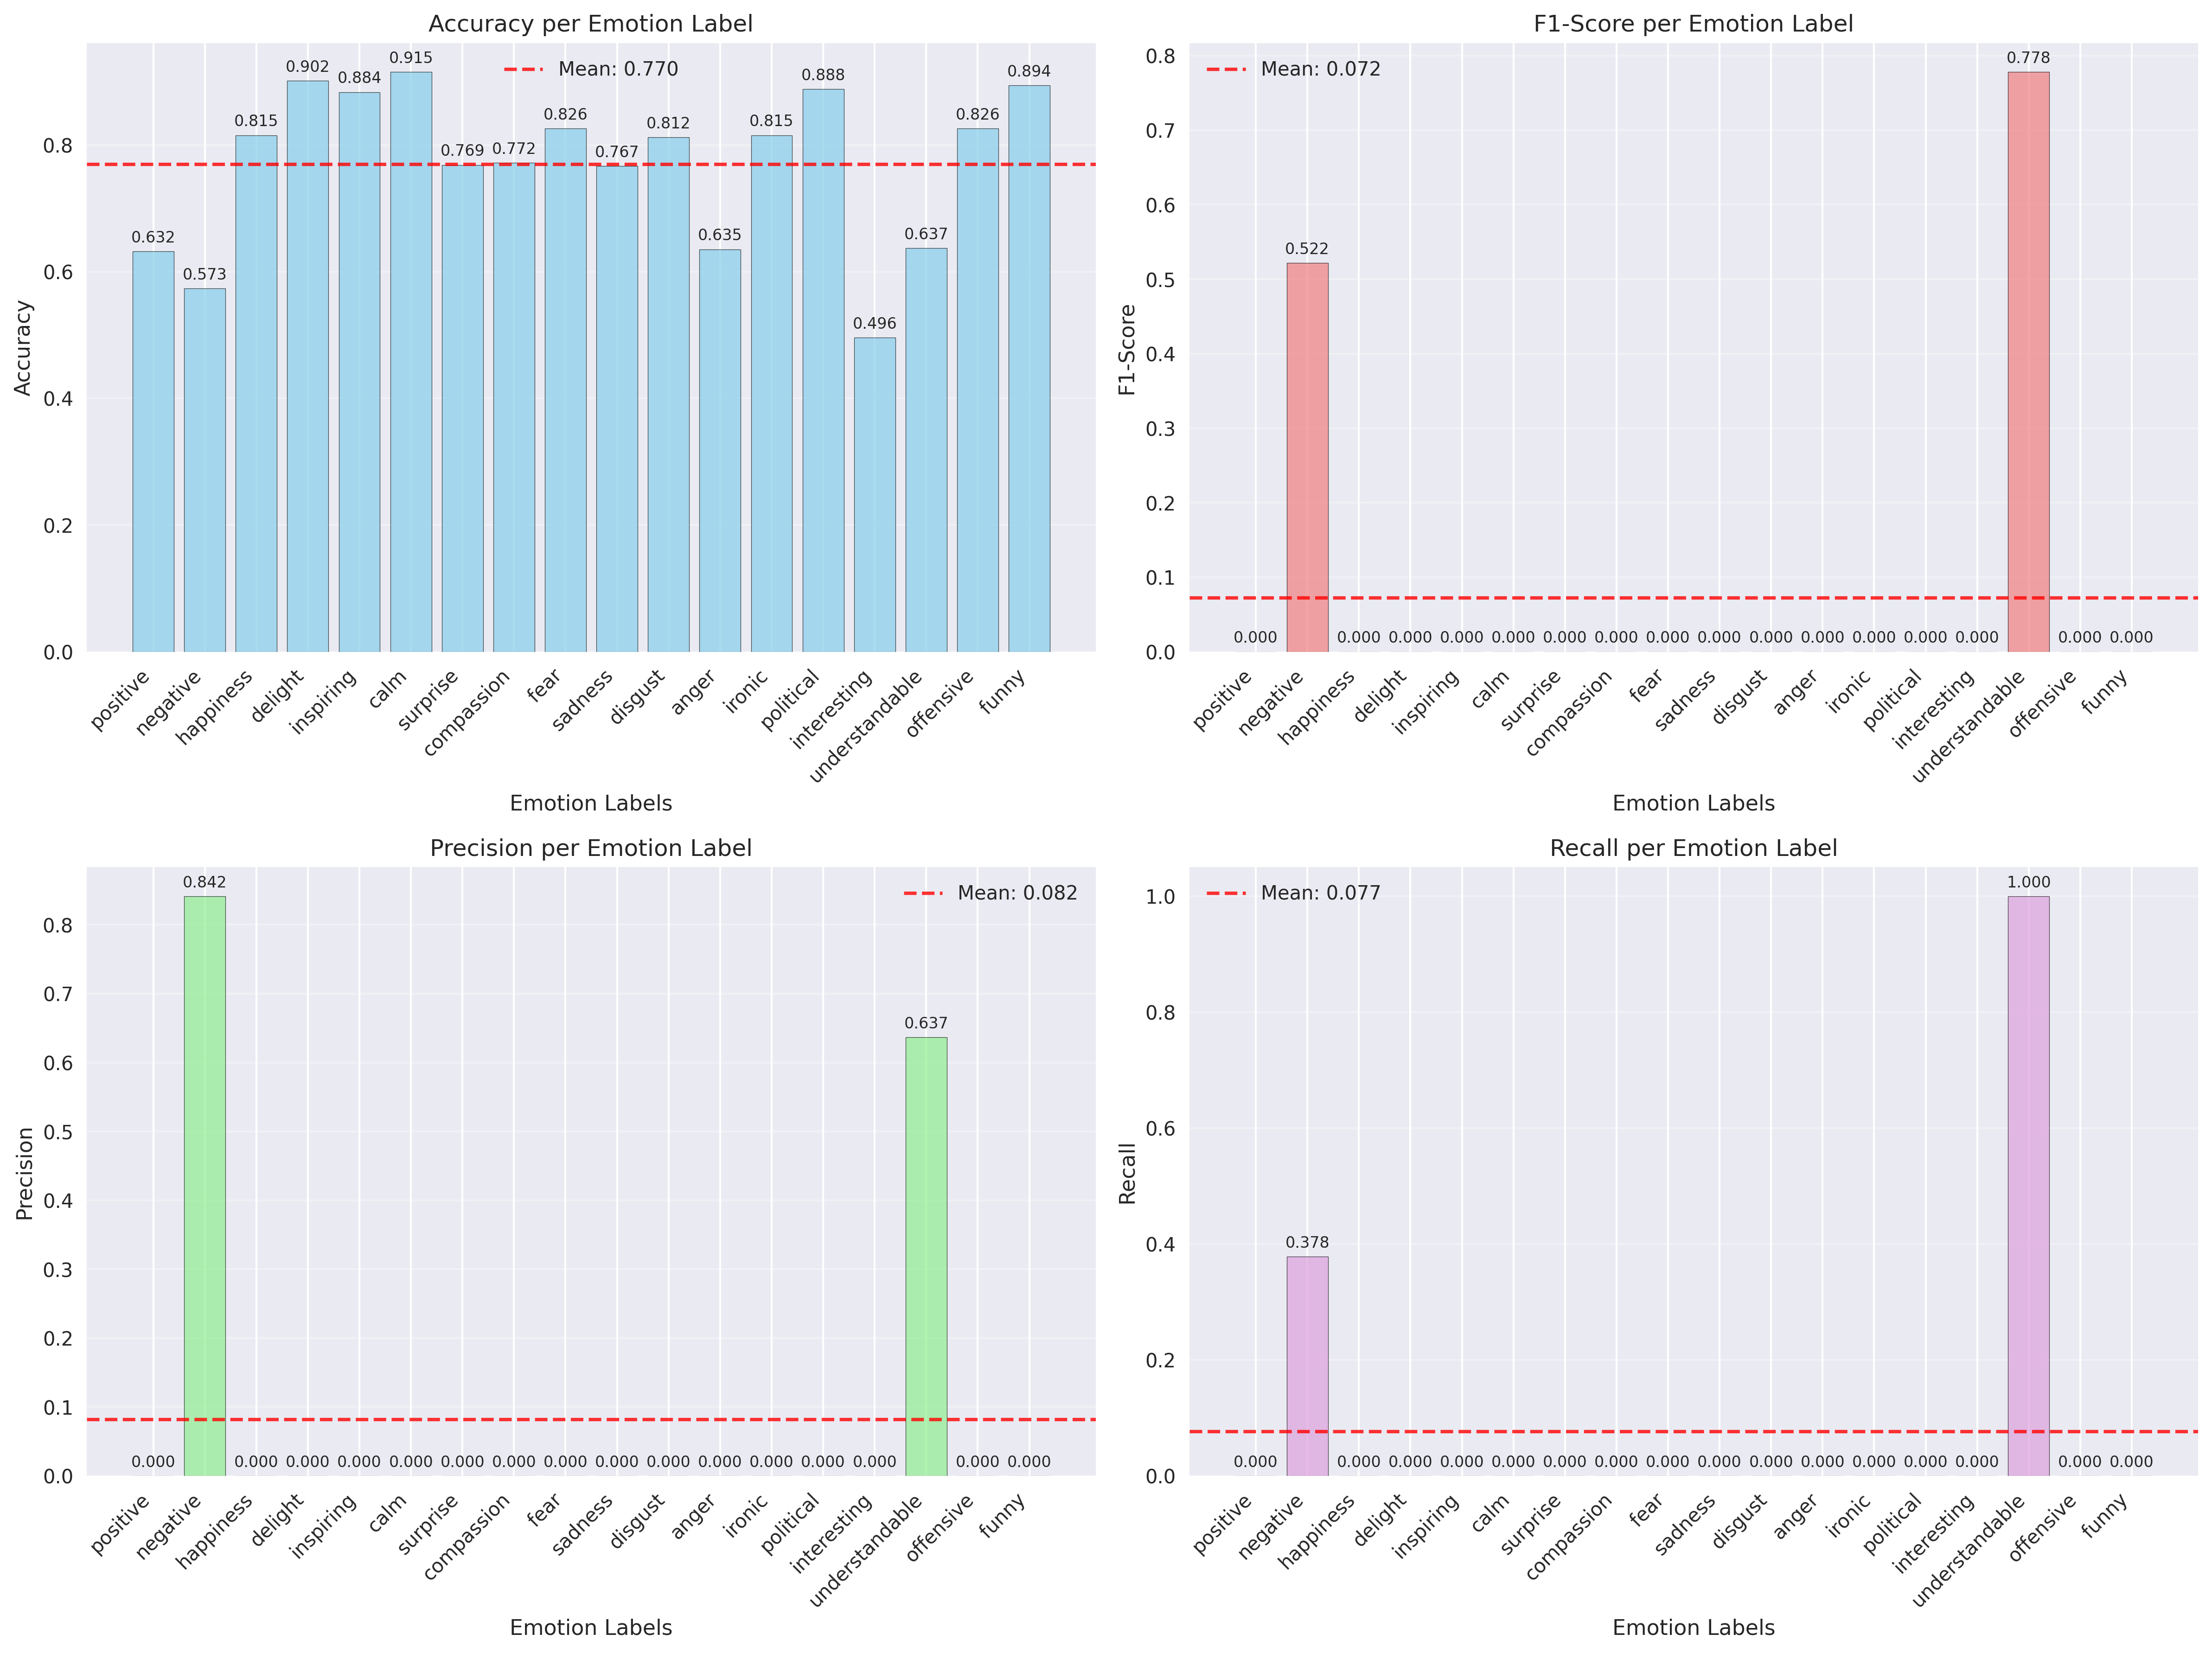 Accuracy per Emotion Label
Mean: 0.770
Accuracy
0.8
0.6
0.4
0.2
0.0
0.632
0.573
0.815
0.902
0.884
0.915
0.769
0.772
0.826
0.767
0.812
0.635
0.815
0.888
0.496
0.637
0.826
0.894
positive
negative
happiness
delight
inspiring
calm
surprise
compassion
fear
sadness
disgust
anger
ironic
political
interesting
understandable
offensive
funny
Emotion Labels
F1-Score per Emotion Label
Mean: 0.072
F1-Score
0.8
0.7
0.6
0.5
0.4
0.3
0.2
0.1
0.0
0.000
0.522
0.000
0.000
0.000
0.000
0.000
0.000
0.000
0.000
0.000
0.000
0.000
0.000
0.000
0.778
0.000
0.000
positive
negative
happiness
delight
inspiring
calm
surprise
compassion
fear
sadness
disgust
anger
ironic
political
interesting
understandable
offensive
funny
Emotion Labels
Precision per Emotion Label
Mean: 0.082
Precision
0.8
0.7
0.6
0.5
0.4
0.3
0.2
0.1
0.0
0.000
0.842
0.000
0.000
0.000
0.000
0.000
0.000
0.000
0.000
0.000
0.000
0.000
0.000
0.000
0.637
0.000
0.000
positive
negative
happiness
delight
inspiring
calm
surprise
compassion
fear
sadness
disgust
anger
ironic
political
interesting
understandable
offensive
funny
Emotion Labels
Recall per Emotion Label
Mean: 0.077
Recall
1.0
0.8
0.6
0.4
0.2
0.0
0.000
0.378
0.000
0.000
0.000
0.000
0.000
0.000
0.000
0.000
0.000
0.000
0.000
0.000
0.000
1.000
0.000
0.000
positive
negative
happiness
delight
inspiring
calm
surprise
compassion
fear
sadness
disgust
anger
ironic
political
interesting
understandable
offensive
funny
Emotion Labels